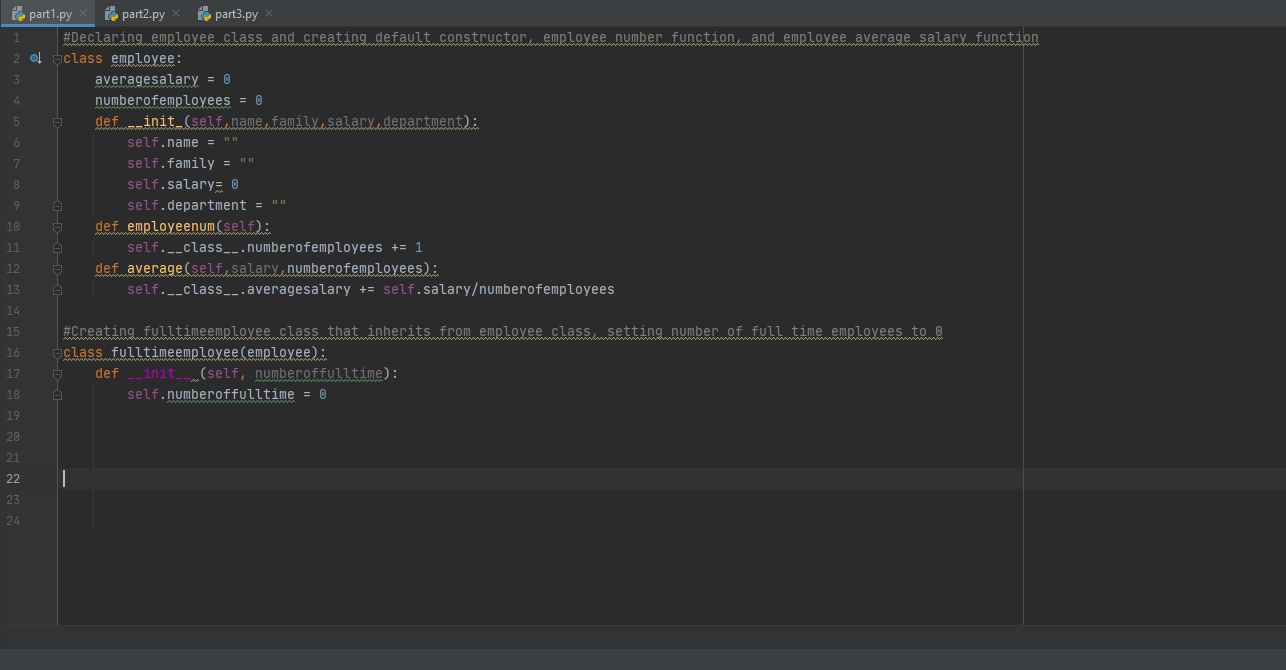 part1.py part2.py part3.py
1 #Declaring employee class and creating default constructor, employee number function, and employee average salary function
2 class employee:
3 averagesalary = 0
4 numberofemployees = 0
5 def __init_(self,name,family,salary,department):
6 self.name = ""
7 self.family = ""
8 self.salary= 0
9 self.department = ""
10 def employeenum(self):
11 self.__class__.numberofemployees += 1
12 def average(self,salary,numberofemployees):
13 self.__class__.averagesalary += self.salary/numberofemployees
14
15 #Creating fulltimeemployee class that inherits from employee class, setting number of full time employees to 0
16 class fulltimeemployee(employee):
17 def __init__ (self, numberoffulltime):
18 self.numberoffulltime = 0
19
20
21
22
23
24